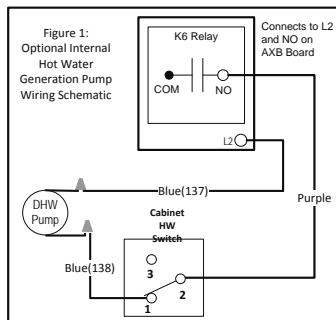 Figure 1:
Optional Internal
Hot Water
Generation Pump
Wiring Schematic
K6 Relay
COM
NO
Connects to L2
and NO on
AXB Board
L2
Blue(137)
Purple
DHW
Pump
Cabinet
HW
Switch
Blue(138)
3
2
1